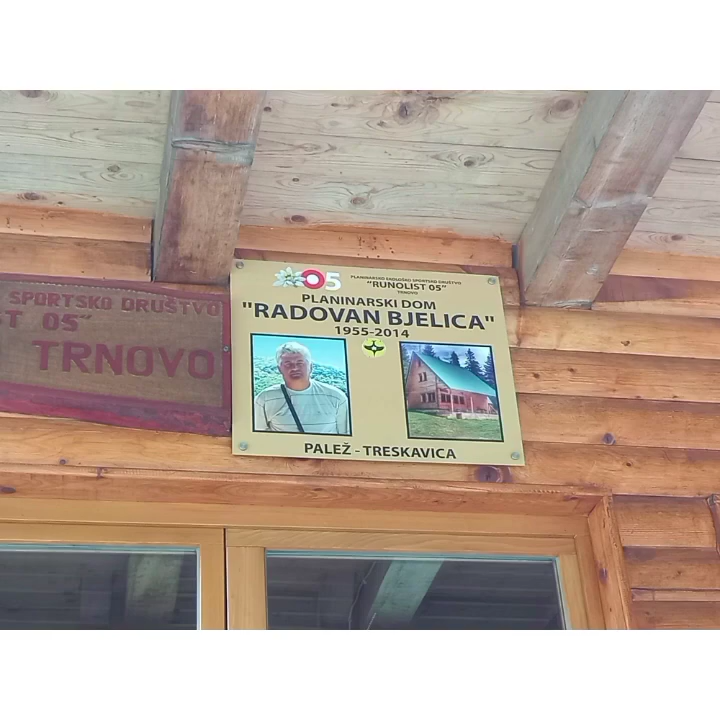 SPORTSKO DRUŠTVO
ST 05"
TRNOVO
05
PLANINARSKO EKOLOŠKO SPORTSKO DRUŠTVO
"RUNOLIST 05"
TRNOVO
PLANINARSKI DOM
"RADOVAN BJELICA"
1955-2014
PALEŽ - TRESKAVICA